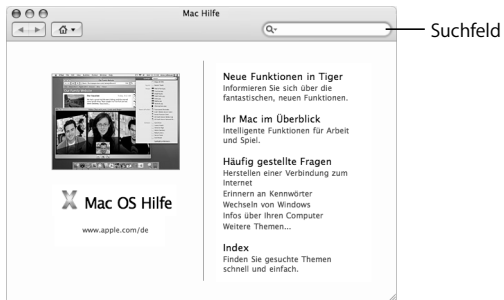 Mac Hilfe
Suchfeld
Neue Funktionen in Tiger
Informieren Sie sich über die
fantastischen, neuen Funktionen.
Ihr Mac im Überblick
Intelligente Funktionen für Arbeit
und Spiel.
Häufig gestellte Fragen
Herstellen einer Verbindung zum
Internet
Erinnern an Kennwörter
Wechseln von Windows
Infos über Ihren Computer
Weitere Themen...
Index
Finden Sie gesuchte Themen
schnell und einfach.
X Mac OS Hilfe
www.apple.com/de